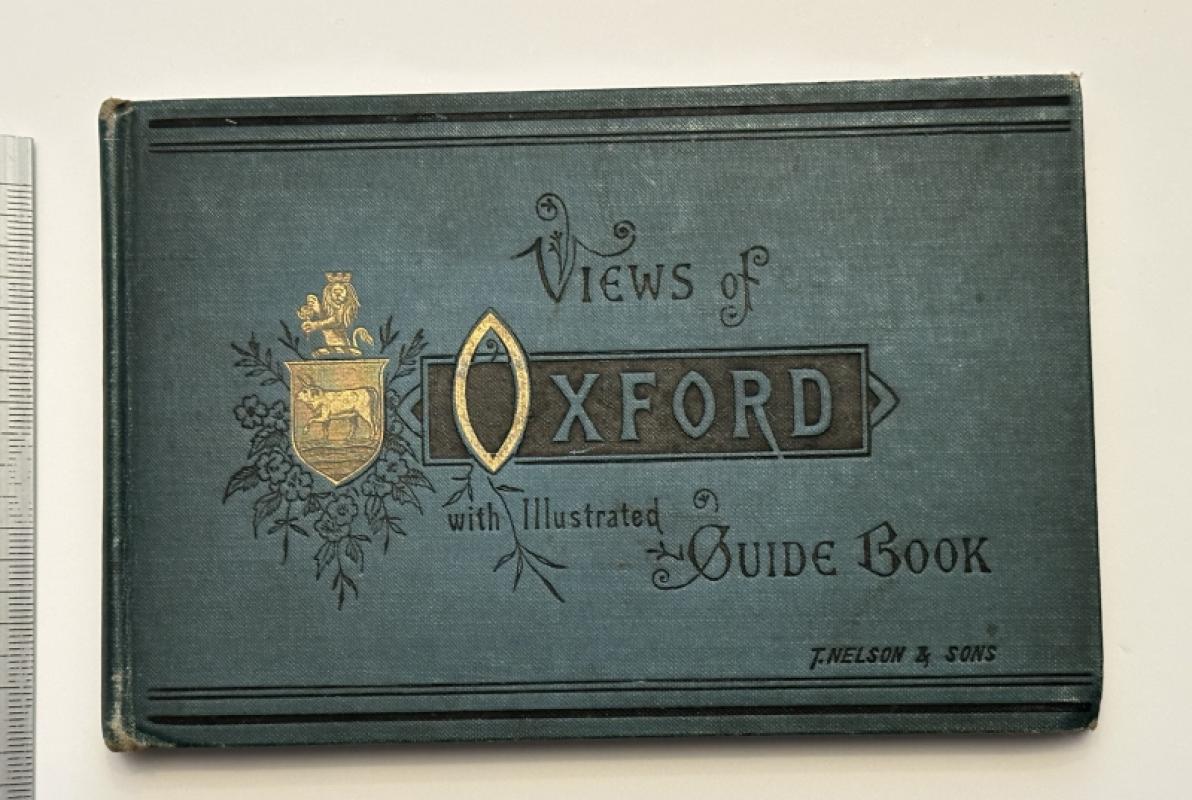 Views of
Oxford
with Illustrated
Guide Book
T. NELSON & SONS